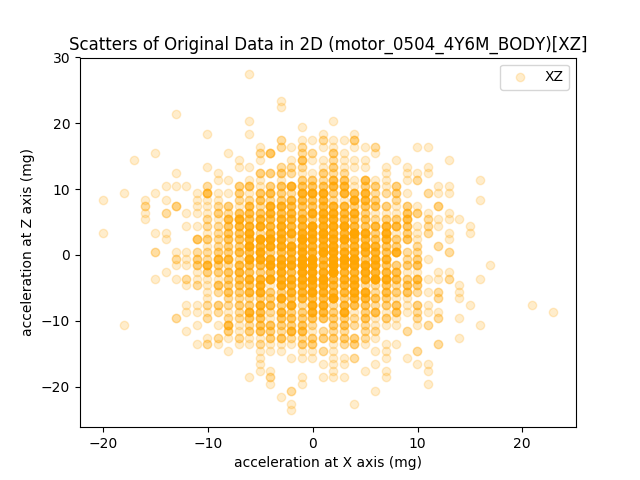 Scatters of Original Data in 2D (motor_0504_4Y6M_BODY)[XZ]
XZ
30
20
10
0
−10
−20
acceleration at Z axis (mg)
−20 −10 0 10 20
acceleration at X axis (mg)